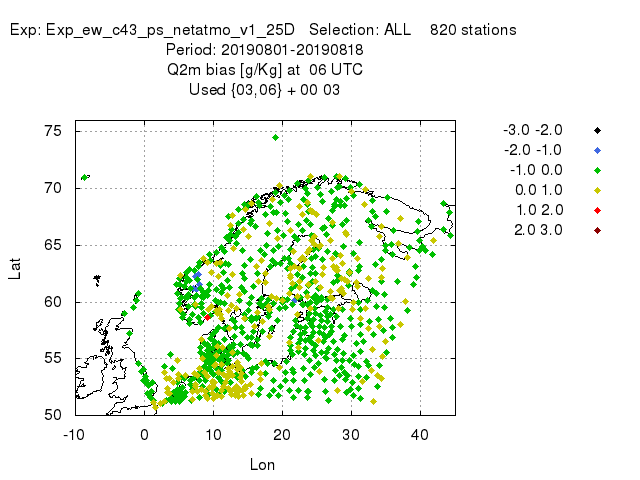 Exp: Exp_ew_c43_ps_netatmo_v1_25D   Selection: ALL    820 stations
Period: 20190801-20190818
Q2m bias [g/Kg] at  06 UTC
Used {03,06} + 00 03
75
70
65
60
55
50
Lat
-10 0 10 20 30 40
Lon
-3.0 -2.0
-2.0 -1.0
-1.0 0.0
0.0 1.0
1.0 2.0
2.0 3.0